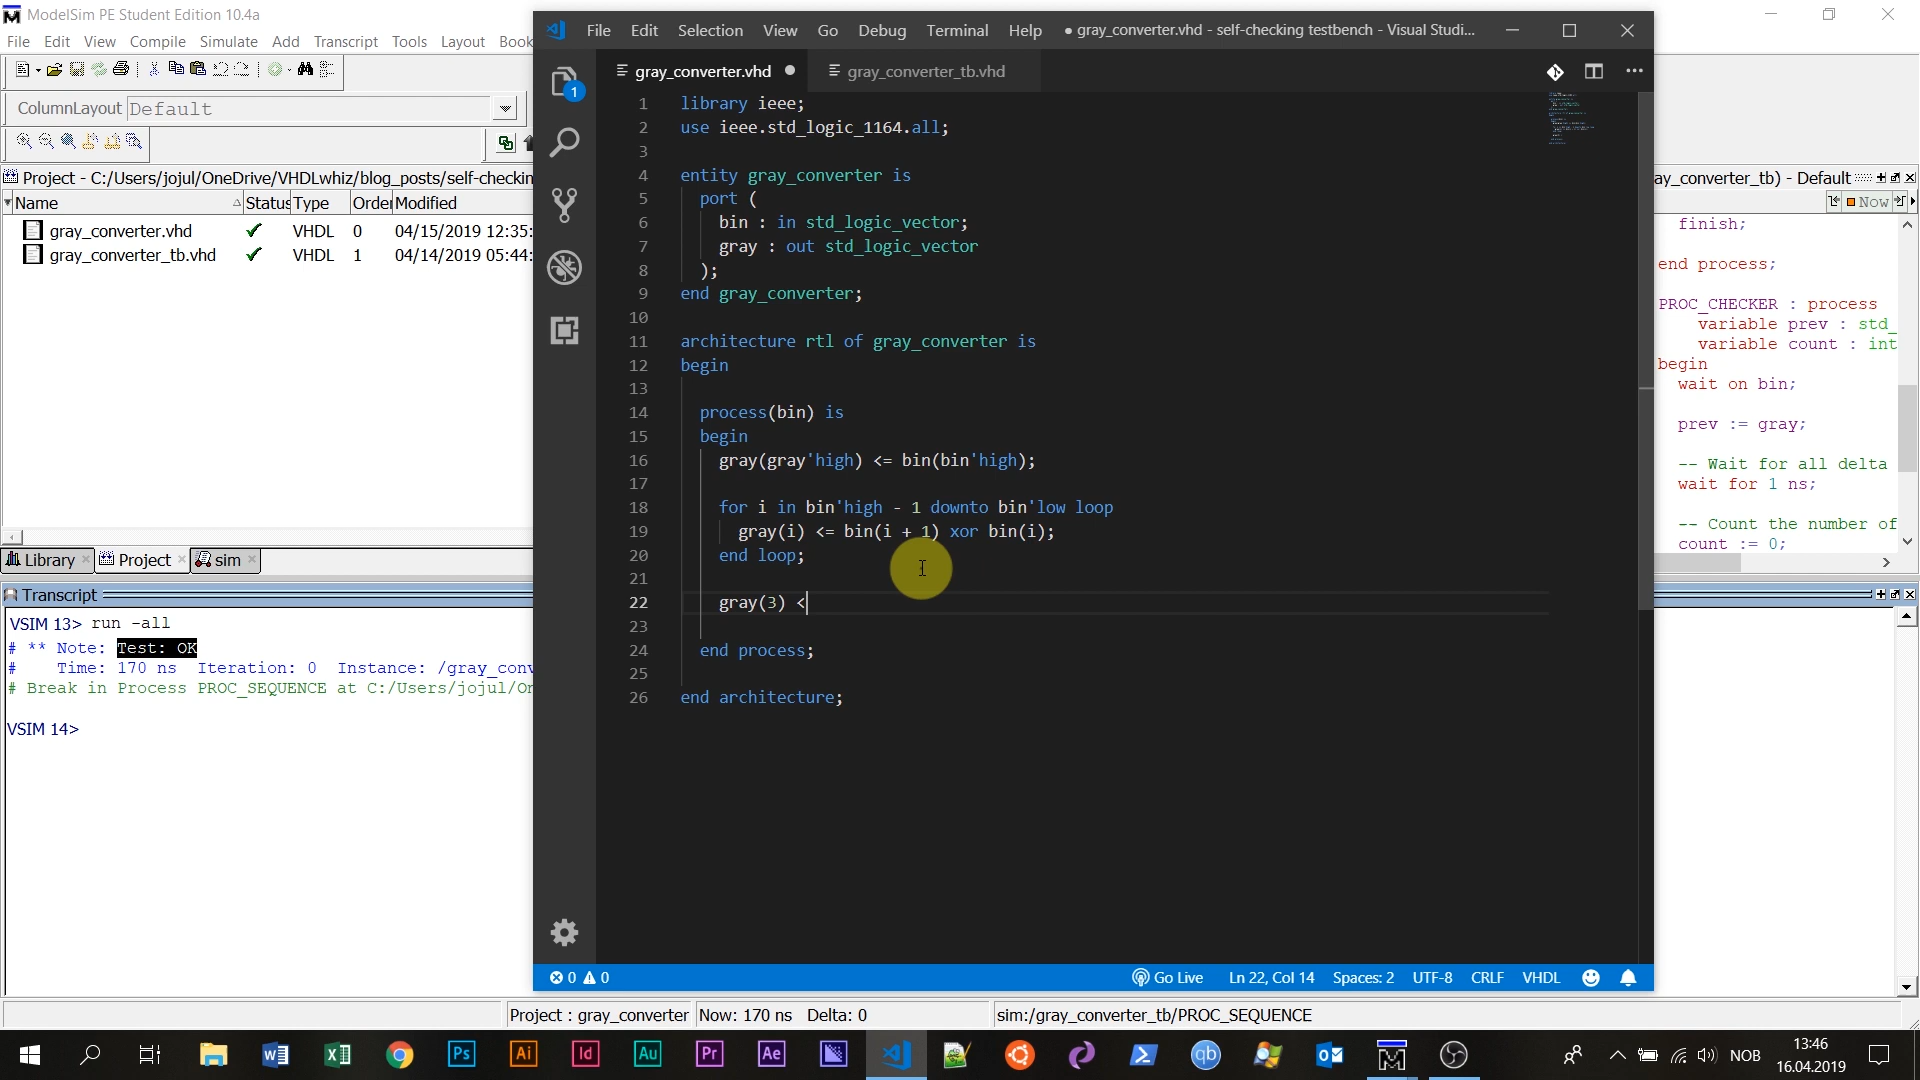 ModelSim PE Student Edition 10.4a
File Edit View Compile Simulate Add Transcript Tools Layout Book
ColumnLayout Default
Project - C:/Users/jojul/OneDrive/VHDLwhiz/blog_posts/self-checkin
Name Status Type Order Modified
gray_converter.vhd VHDL 0 04/15/2019 12:35:
gray_converter_tb.vhd VHDL 1 04/14/2019 05:44:
Library Project sim
Transcript
VSIM 13> run -all
# ** Note: Test: OK
# Time: 170 ns Iteration: 0 Instance: /gray_conv
# Break in Process PROC_SEQUENCE at C:/Users/jojul/On
VSIM 14>
File Edit Selection View Go Debug Terminal Help ● gray_converter.vhd - self-checking testbench - Visual Studi...
1
gray_converter.vhd ● gray_converter_tb.vhd
1 library ieee;
2 use ieee.std_logic_1164.all;
3
4 entity gray_converter is
5 port (
6 bin : in std_logic_vector;
7 gray : out std_logic_vector
8 );
9 end gray_converter;
10
11 architecture rtl of gray_converter is
12 begin
13
14 process(bin) is
15 begin
16 gray(gray'high) <= bin(bin'high);
17
18 for i in bin'high - 1 downto bin'low loop
19 gray(i) <= bin(i + 1) xor bin(i);
20 end loop;
21
22 gray(3) <
23
24 end process;
25
26 end architecture;
0 0 Go Live Ln 22, Col 14 Spaces: 2 UTF-8 CRLF VHDL
ay_converter_tb) - Default
Now
finish;
end process;
PROC_CHECKER : process
variable prev : std_
variable count : int
begin
wait on bin;
prev := gray;
-- Wait for all delta
wait for 1 ns;
-- Count the number of
count := 0;
Project : gray_converter Now: 170 ns Delta: 0 sim:/gray_converter_tb/PROC_SEQUENCE
Ps Ai Id Au Pr Ae qb NOB 13:46
16.04.2019